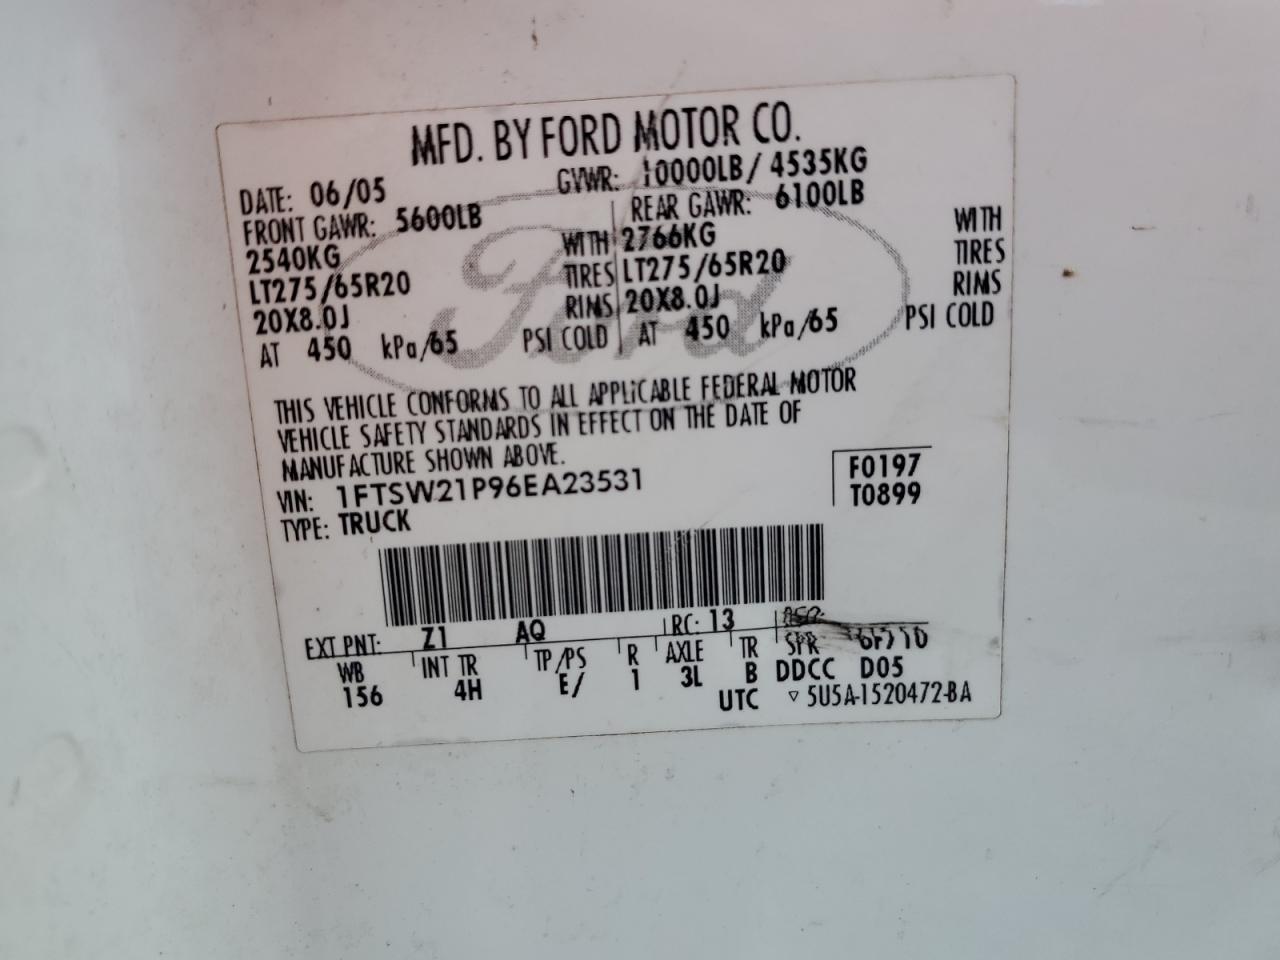 MFD. BY FORD MOTOR CO.
DATE: 06/05 GVWR: 10000LB/ 4535KG
FRONT GAWR: 5600LB REAR GAWR: 6100LB
2540KG WITH 2766KG WITH
LT275/65R20 TIRES LT275/65R20 TIRES
20X8.0J RIMS 20X8.0J RIMS
AT 450 kPa/65 PSI COLD AT 450 kPa/65 PSI COLD
Ford
THIS VEHICLE CONFORMS TO ALL APPLICABLE FEDERAL MOTOR
VEHICLE SAFETY STANDARDS IN EFFECT ON THE DATE OF
MANUFACTURE SHOWN ABOVE.
VIN: 1FTSW21P96EA23531 F0197
TYPE: TRUCK T0899
EXT PNT: Z1 AQ RC: 13
WB INT TR TP/PS R AXLE TR SPR
156 4H E/ 1 3L B DDCC D05
UTC ▽ 5U5A-1520472-BA